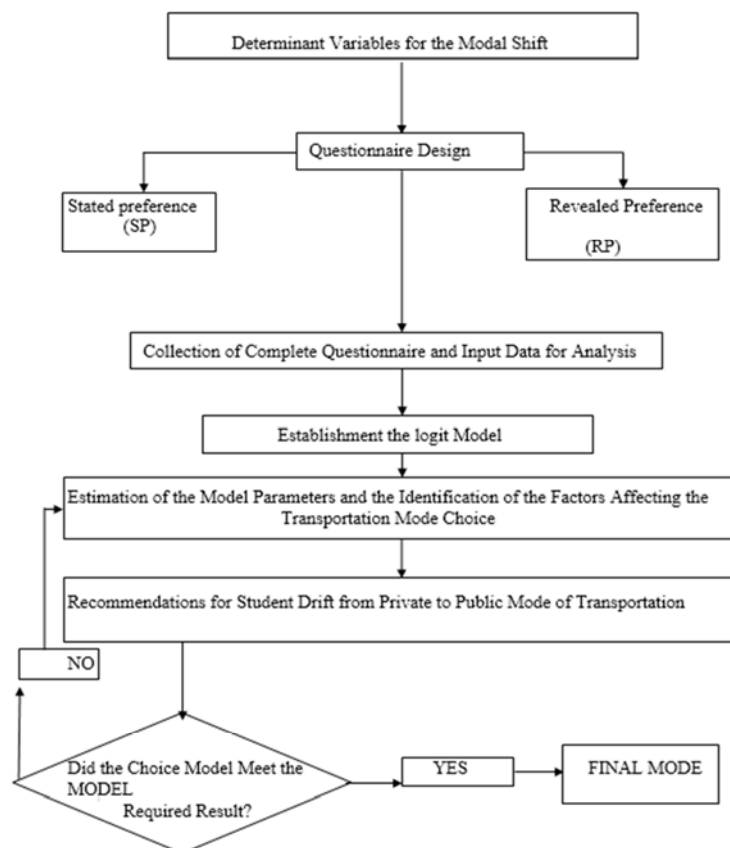 Determinant Variables for the Modal Shift
Questionnaire Design
Stated preference
(SP)
Revealed Preference
(RP)
Collection of Complete Questionnaire and Input Data for Analysis
Establishment the logit Model
Estimation of the Model Parameters and the Identification of the Factors Affecting the
Transportation Mode Choice
Recommendations for Student Drift from Private to Public Mode of Transportation
NO
Did the Choice Model Meet the
MODEL
Required Result?
YES
FINAL MODE